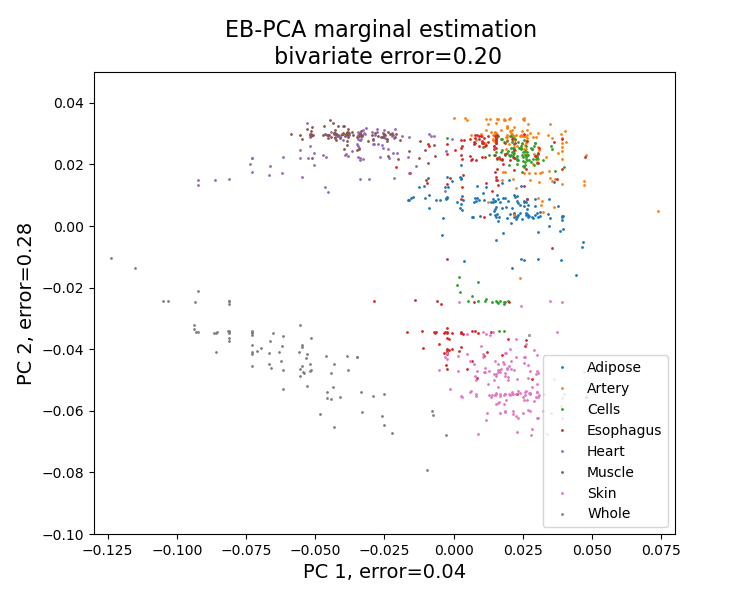 EB-PCA marginal estimation
bivariate error=0.20
0.04
0.02
0.00
−0.02
−0.04
−0.06
−0.08
−0.10
PC 2, error=0.28
Adipose
Artery
Cells
Esophagus
Heart
Muscle
Skin
Whole
−0.125 −0.100 −0.075 −0.050 −0.025 0.000 0.025 0.050 0.075
PC 1, error=0.04